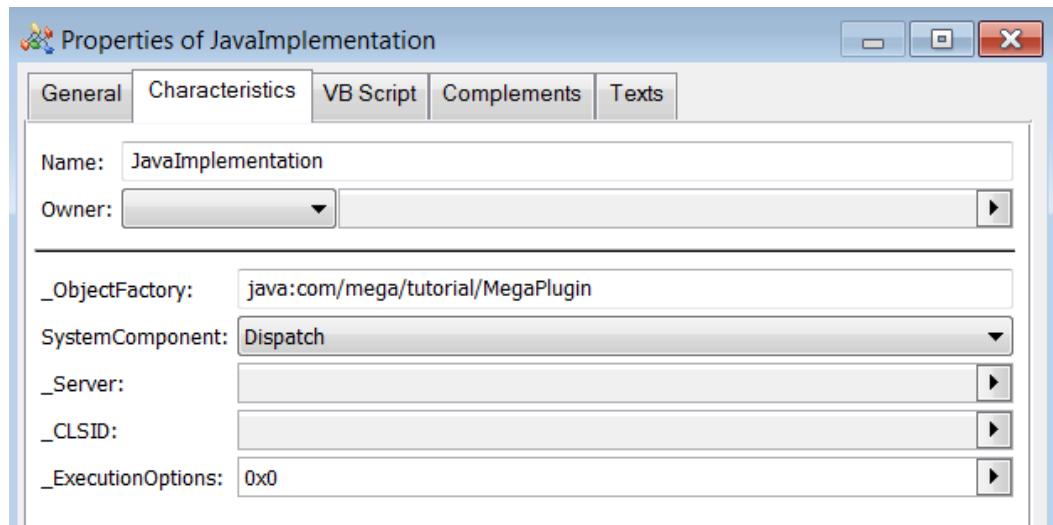 Properties of JavaImplementation
General Characteristics VB Script Complements Texts
Name: JavaImplementation
Owner:
_ObjectFactory: java:com/mega/tutorial/MegaPlugin
SystemComponent: Dispatch
_Server:
_CLSID:
_ExecutionOptions: 0x0